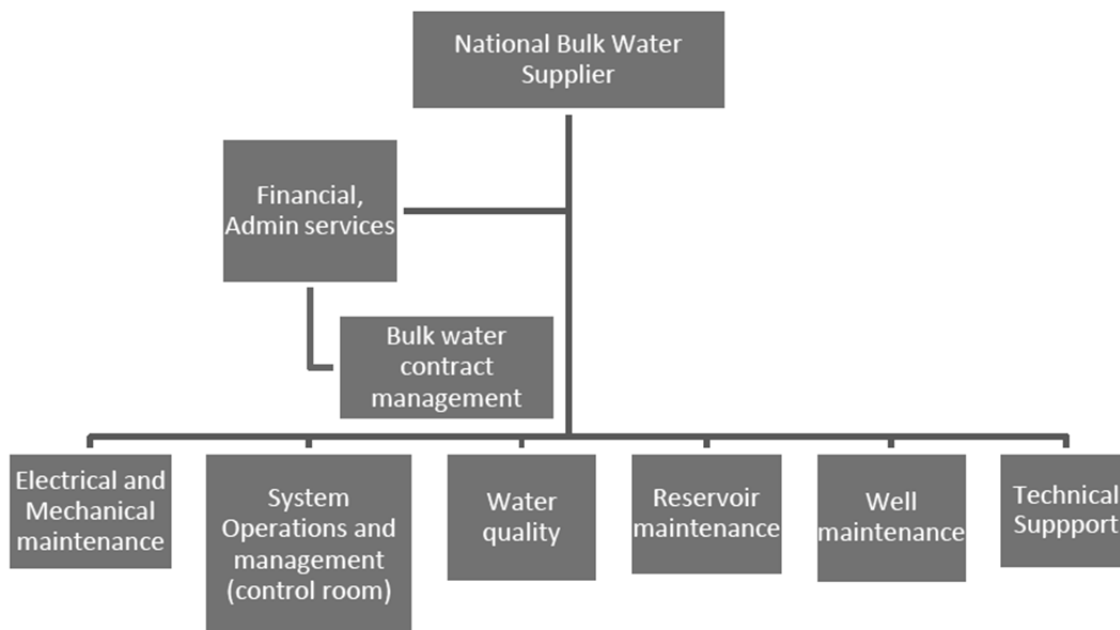 National Bulk Water
Supplier
Financial,
Admin services
Bulk water
contract
management
Electrical and
Mechanical
maintenance
System
Operations and
management
(control room)
Water
quality
Reservoir
maintenance
Well
maintenance
Technical
Suppport